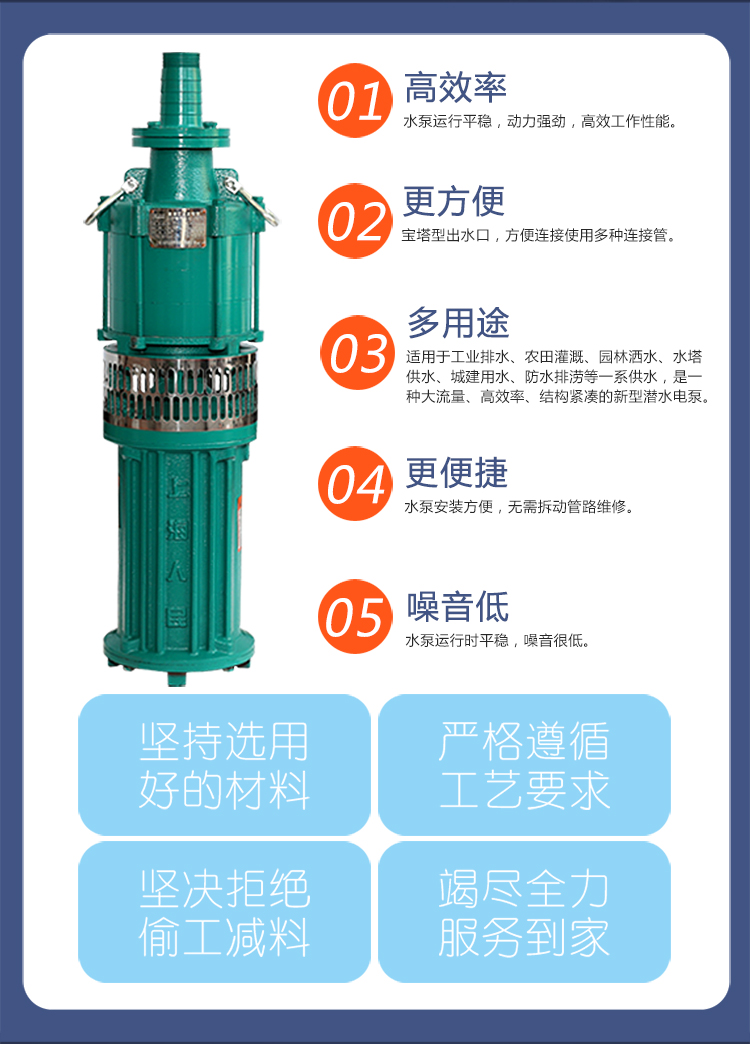 01
高效率
水泵运行平稳，动力强劲，高效工作性能。
02
更方便
宝塔型出水口，方便连接使用多种连接管。
03
多用途
适用于工业排水、农田灌溉、园林洒水、水塔
供水、城建用水、防水排涝等一系供水，是一
种大流量、高效率、结构紧凑的新型潜水电泵。
04
更便捷
水泵安装方便，无需拆动管路维修。
05
噪音低
水泵运行时平稳，噪音很低。
上
海
人
民
坚持选用
好的材料
严格遵循
工艺要求
坚决拒绝
偷工减料
竭尽全力
服务到家